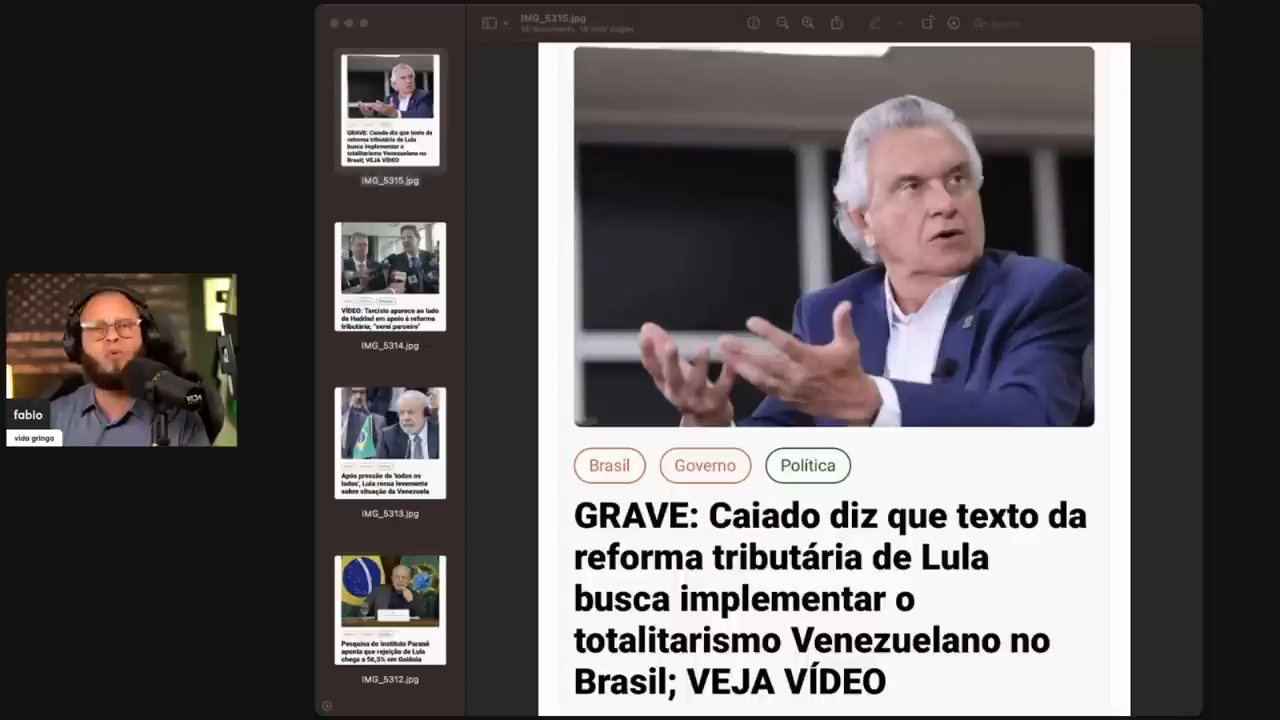 IMG_5315.jpg
GRAVE: Caiado diz que texto da
reforma tributária de Lula
busca implementar o
totalitarismo Venezuelano no
Brasil; VEJA VÍDEO
IMG_5315.jpg
VÍDEO: Tarcísio aparece ao lado
de Haddad em apoio à reforma
tributária; "serei parceiro"
IMG_5314.jpg
Após pressão de 'todos os
lados', Lula recua levemente
sobre situação da Venezuela
IMG_5313.jpg
Pesquisa do Instituto Paraná
aponta que rejeição de Lula
chega a 56,5% em Goiânia
IMG_5312.jpg
fabio
vida gringa
Brasil
Governo
Política
GRAVE: Caiado diz que texto da
reforma tributária de Lula
busca implementar o
totalitarismo Venezuelano no
Brasil; VEJA VÍDEO